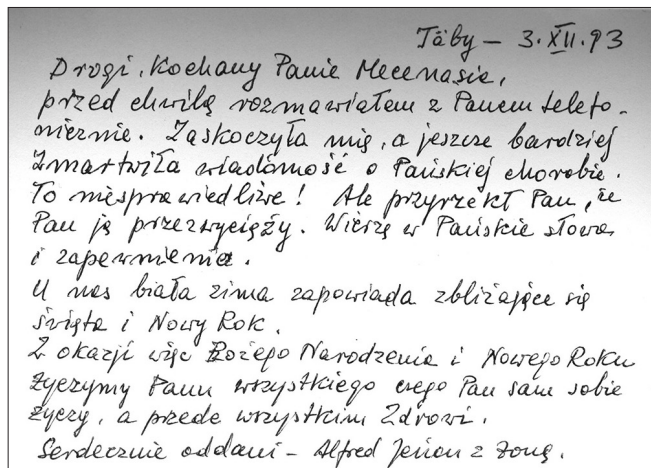 Täby – 3.XII.93
Drogi, Kochany Panie Mecenasie,
przed chwilą rozmawiałem z Panem telefo-
nicznie. Zaskoczyła mię, a jeszcze bardziej
zmartwiła wiadomość o Pańskiej chorobie.
To niesprawiedliwe! Ale przyrzekł Pan, że
Pan ją przezwycięży. Wierzę w Pańskie słowa
i zapewnienia.
U nas biała zima zapowiada zbliżające się
święta i Nowy Rok.
Z okazji więc Bożego Narodzenia i Nowego Roku
życzymy Panu wszystkiego czego Pan sam sobie
życzy, a przede wszystkim Zdrowi.
Serdecznie oddani – Alfred z żoną.